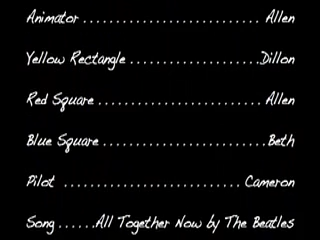 Animator ........................... Allen
Yellow Rectangle ....................Dillon
Red Square ......................... Allen
Blue Square .........................Beth
Pilot ........................... Cameron
Song ......All Together Now by The Beatles